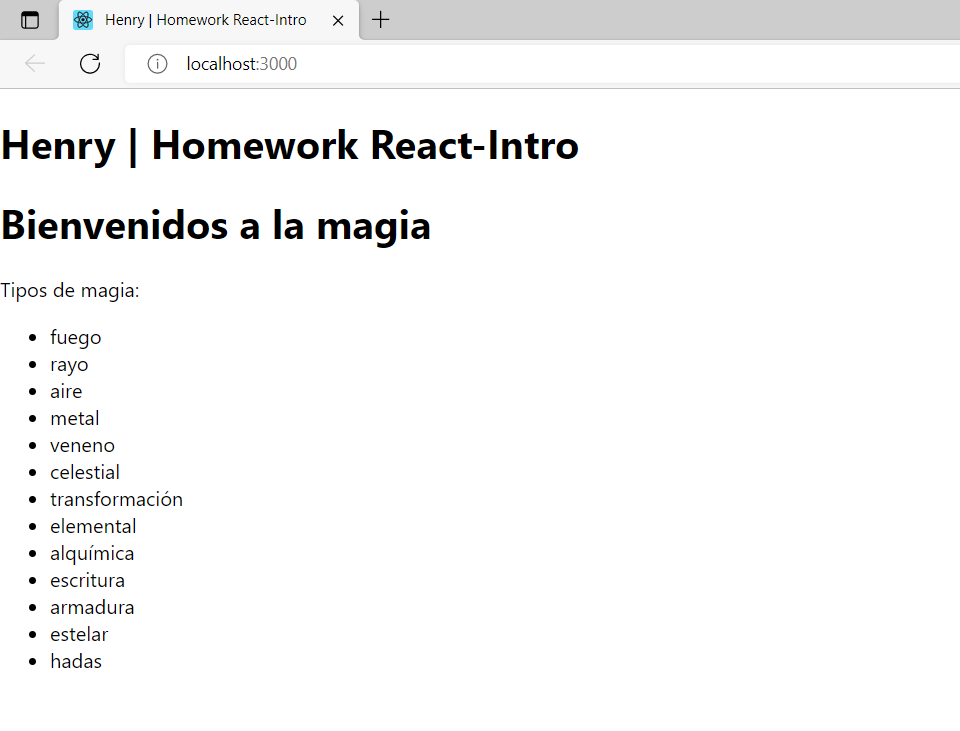 Henry | Homework React-Intro
localhost:3000
Henry | Homework React-Intro
Bienvenidos a la magia
Tipos de magia:
fuego
rayo
aire
metal
veneno
celestial
transformación
elemental
alquímica
escritura
armadura
estelar
hadas